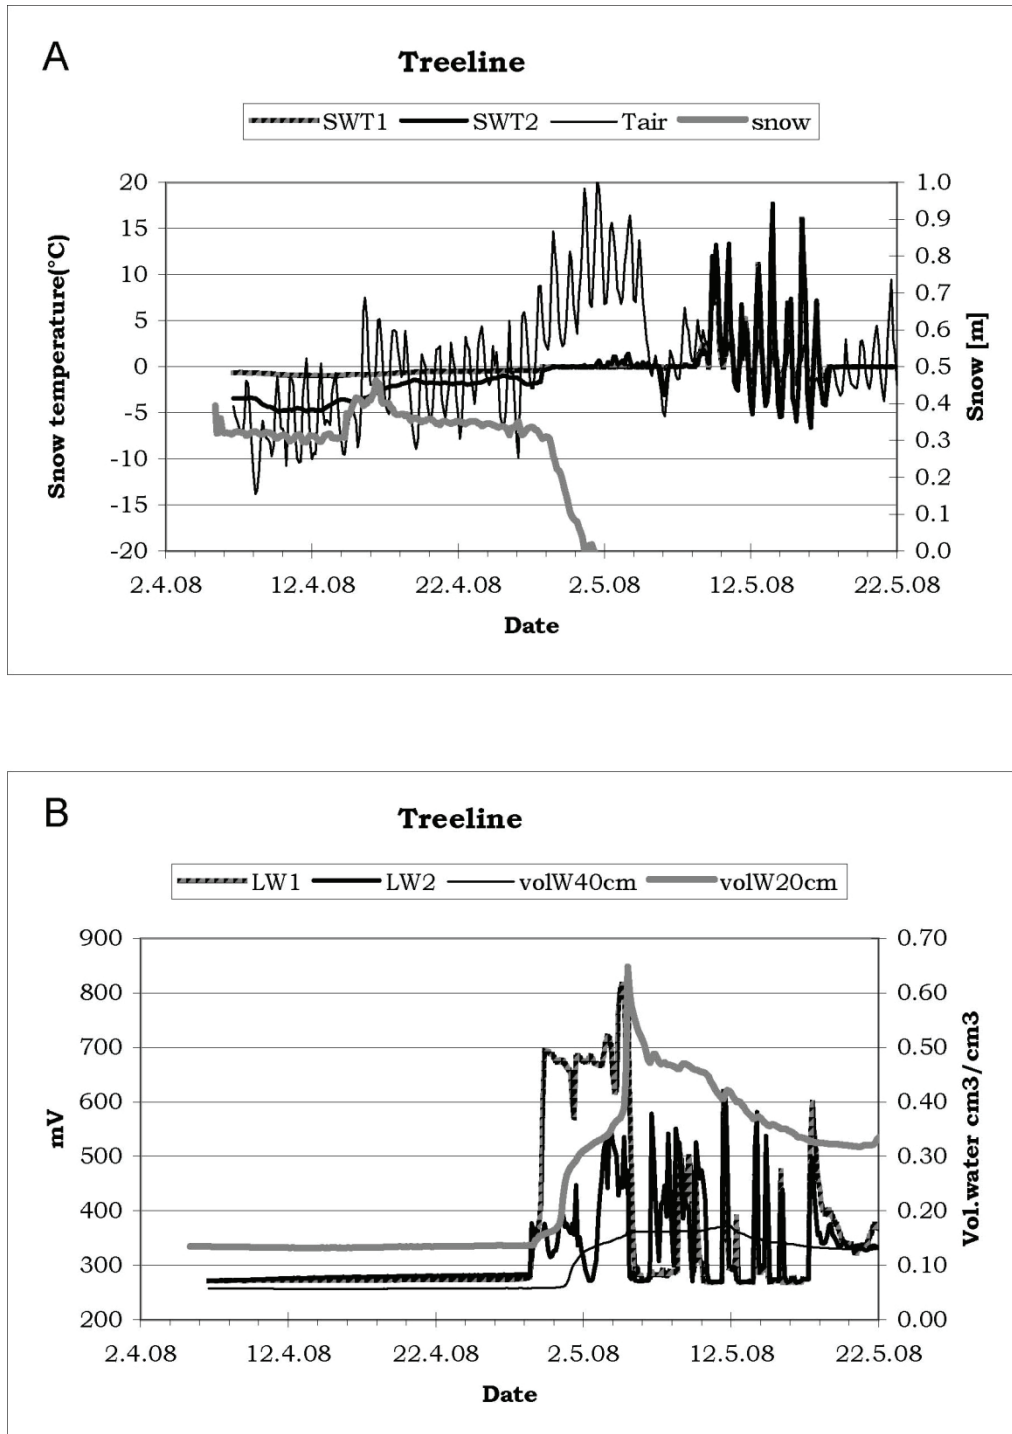 A
Treeline
SWT1 SWT2 Tair snow
20
15
10
5
0
-5
-10
-15
-20
Snow temperature(°C)
1.0
0.9
0.8
0.7
0.6
0.5
0.4
0.3
0.2
0.1
0.0
Snow [m]
2.4.08 12.4.08 22.4.08 2.5.08 12.5.08 22.5.08
Date
B
Treeline
LW1 LW2 volW40cm volW20cm
900
800
700
600
500
400
300
200
mV
0.70
0.60
0.50
0.40
0.30
0.20
0.10
0.00
Vol.water cm3/cm3
2.4.08 12.4.08 22.4.08 2.5.08 12.5.08 22.5.08
Date